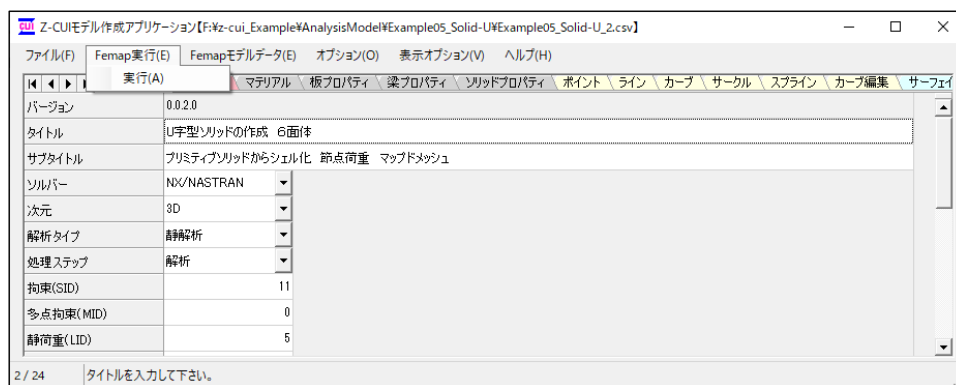 CUI Z-CUIモデル作成アプリケーション【F:¥z-cui_Example¥AnalysisModel¥Example05_Solid-U¥Example05_Solid-U_2.csv】
ファイル(F) Femap実行(E) Femapモデルデータ(E) オプション(O) 表示オプション(V) ヘルプ(H)
実行(A)
マテリアル 板プロパティ 梁プロパティ ソリッドプロパティ ポイント ライン カーブ サークル スプライン カーブ編集 サーフェイ
バージョン 0.0.2.0
タイトル U字型ソリッドの作成 6面体
サブタイトル プリミティブソリッドからシェル化 節点荷重 マップドメッシュ
ソルバー NX/NASTRAN
次元 3D
解析タイプ 静解析
処理ステップ 解析
拘束(SID) 11
多点拘束(MID) 0
静荷重(LID) 5
2 / 24 タイトルを入力して下さい。